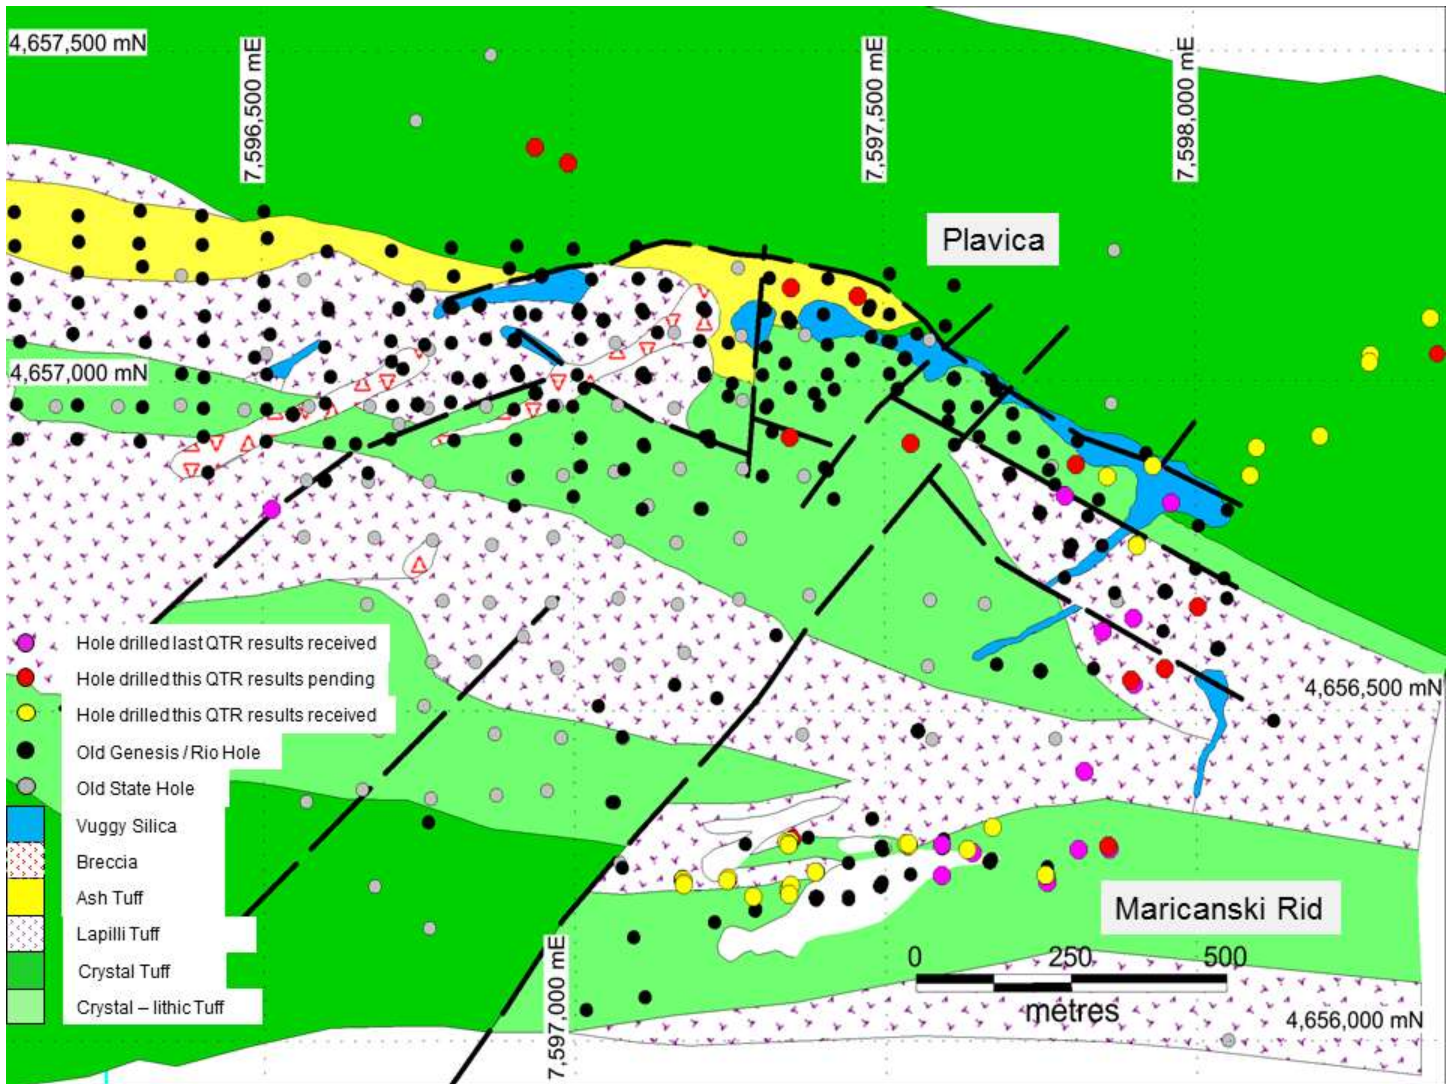 4,657,500 mN
7,596,500 mE
7,597,500 mE
7,598,000 mE
Plavica
4,657,000 mN
Hole drilled last QTR results received
Hole drilled this QTR results pending
Hole drilled this QTR results received
Old Genesis / Rio Hole
Old State Hole
Vuggy Silica
Breccia
Ash Tuff
Lapilli Tuff
Crystal Tuff
Crystal – lithic Tuff
4,656,500 mN
Maricanski Rid
0 250 500
metres
7,597,000 mE
4,656,000 mN